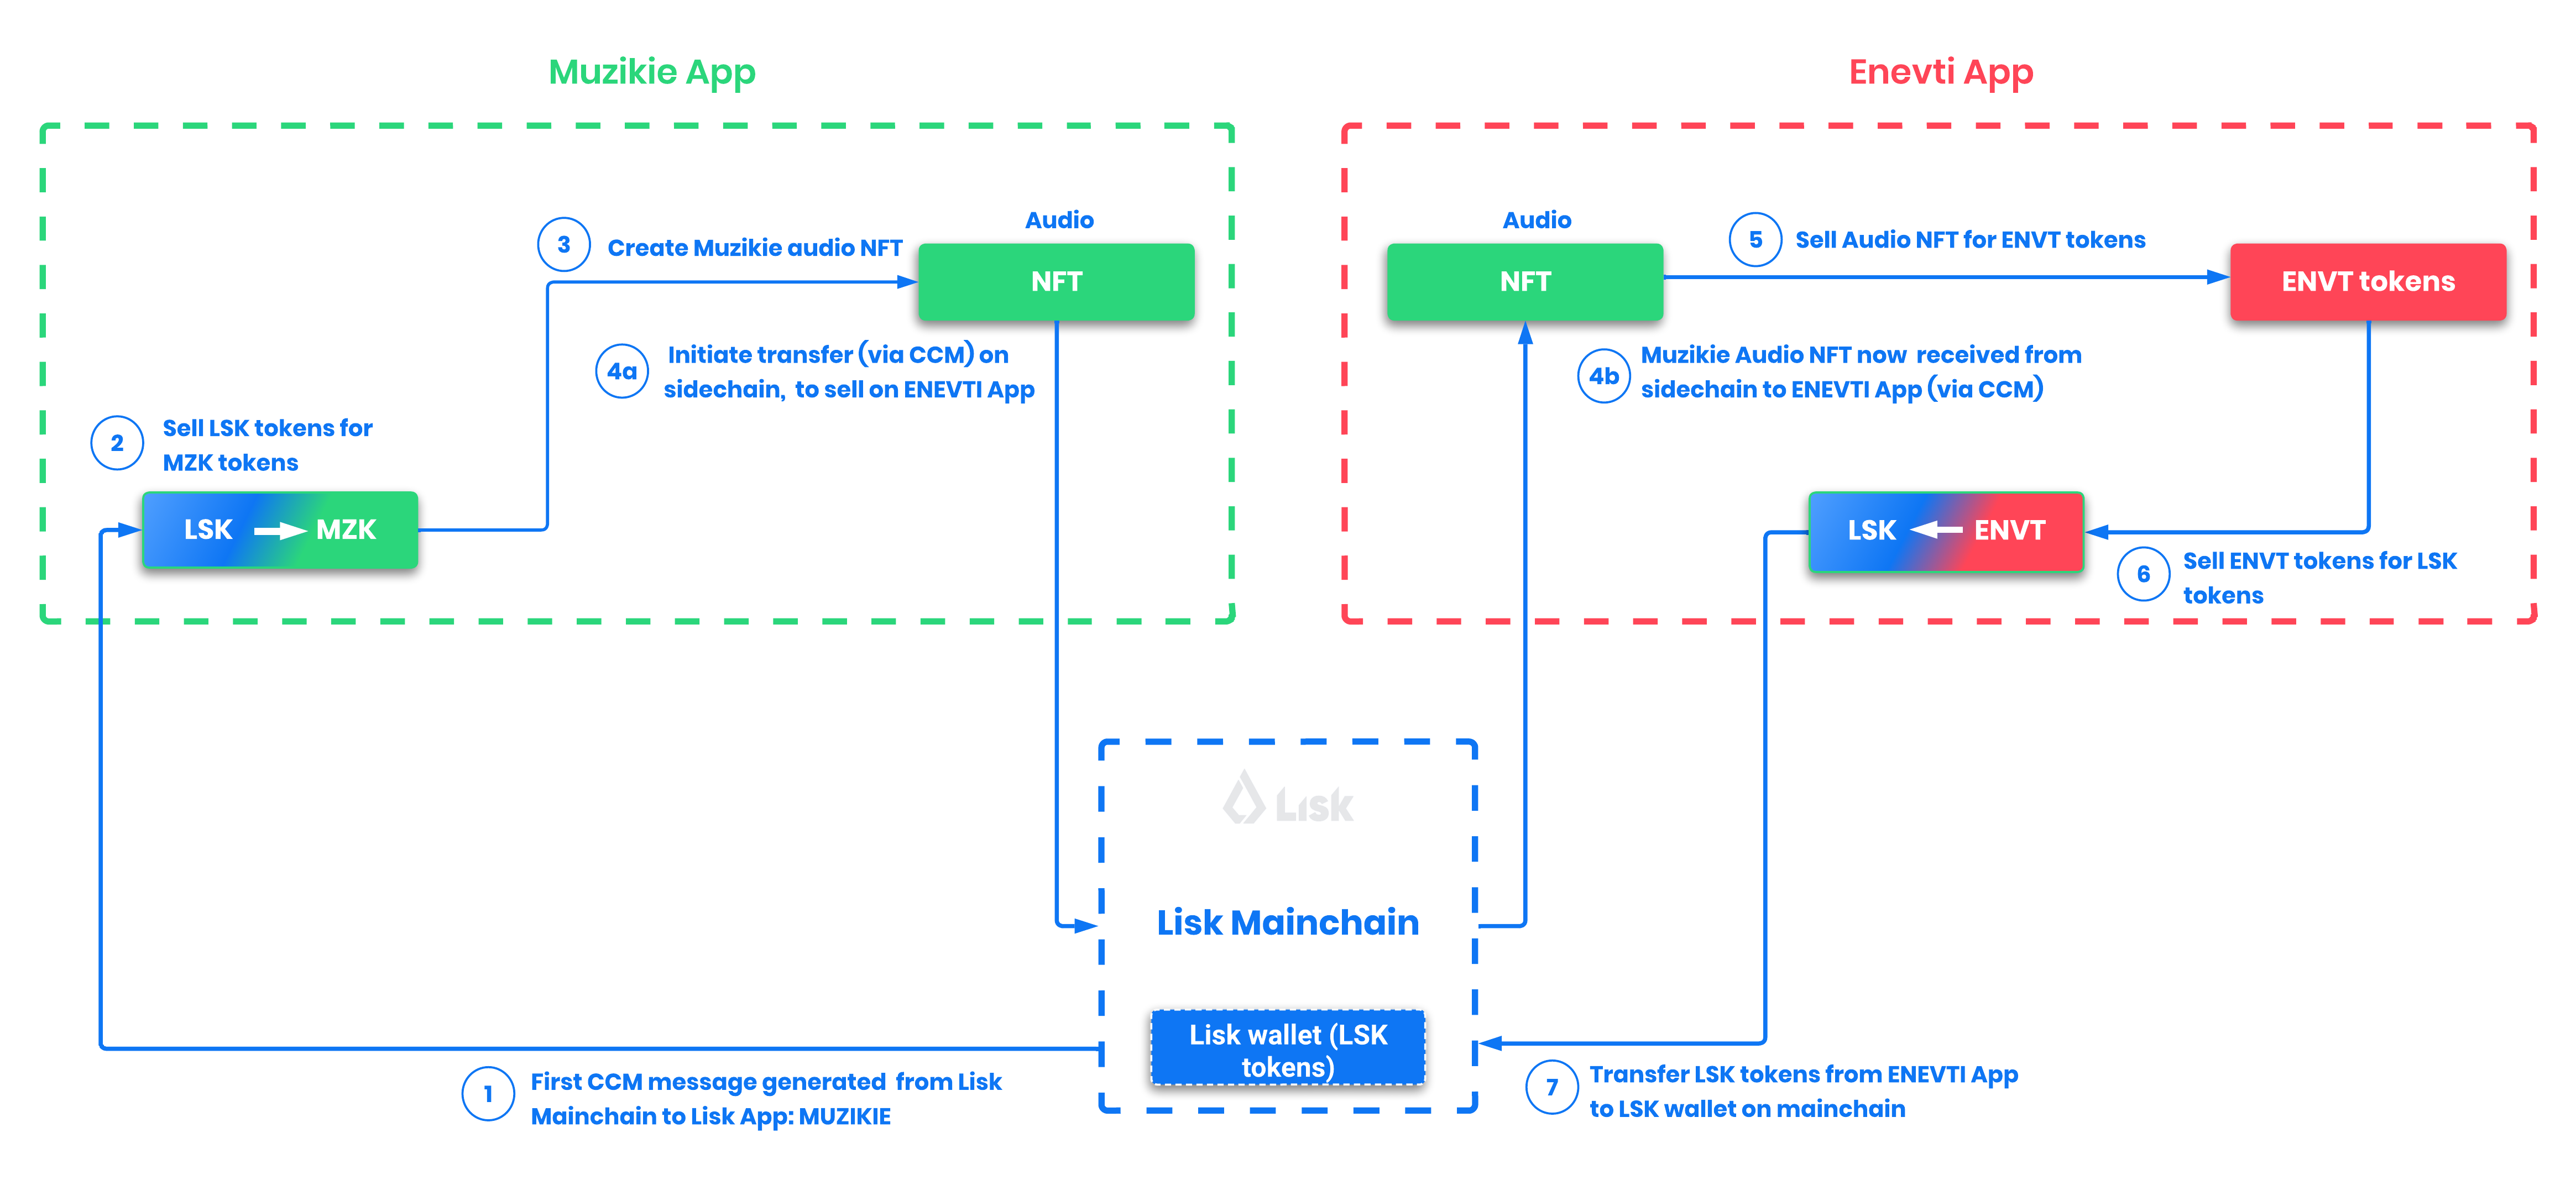 Muzikie App
Enevti App
Audio
3
Create Muzikie audio NFT
NFT
4a
Initiate transfer (via CCM) on
sidechain, to sell on ENEVTI App
2
Sell LSK tokens for
MZK tokens
LSK
MZK
Audio
NFT
5
Sell Audio NFT for ENVT tokens
ENVT tokens
4b
Muzikie Audio NFT now received from
sidechain to ENEVTI App (via CCM)
LSK
ENVT
6
Sell ENVT tokens for LSK
tokens
Lisk
Lisk Mainchain
Lisk wallet (LSK
tokens)
1
First CCM message generated from Lisk
Mainchain to Lisk App: MUZIKIE
7
Transfer LSK tokens from ENEVTI App
to LSK wallet on mainchain